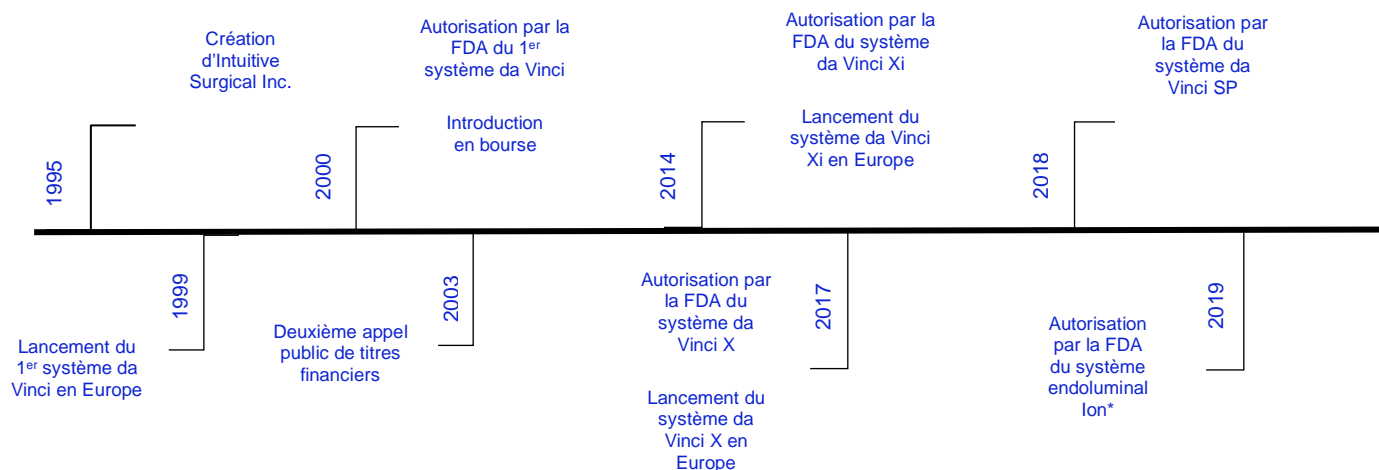 1995
Création
d'Intuitive
Surgical Inc.
1999
Lancement du
1er système da
Vinci en Europe
2000
Autorisation par la
FDA du 1er
système da Vinci
Introduction
en bourse
2003
Deuxième appel
public de titres
financiers
2014
Autorisation par la
FDA du système
da Vinci Xi
Lancement du
système da Vinci
Xi en Europe
2017
Autorisation par
la FDA du
système da
Vinci X
Lancement du
système da
Vinci X en
Europe
2018
Autorisation par
la FDA du
système da
Vinci SP
2019
Autorisation
par la FDA
du système
endoluminal
Ion*